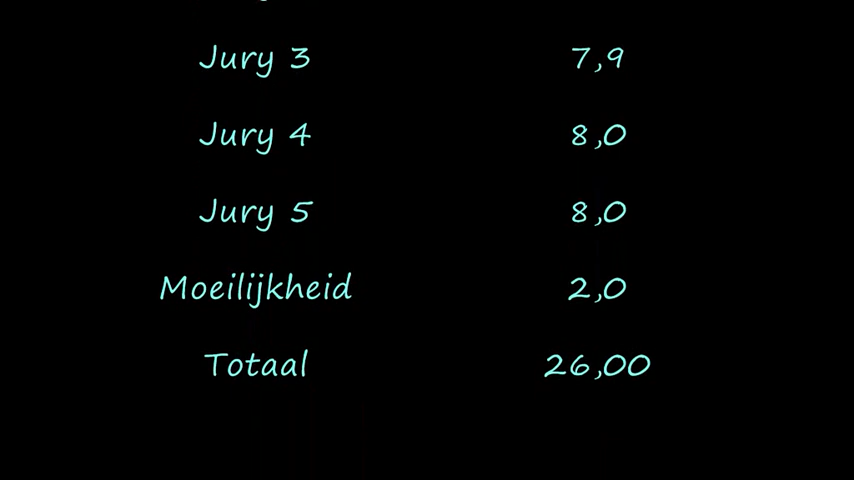 Jury 3 7,9
Jury 4 8,0
Jury 5 8,0
Moeilijkheid 2,0
Totaal 26,00